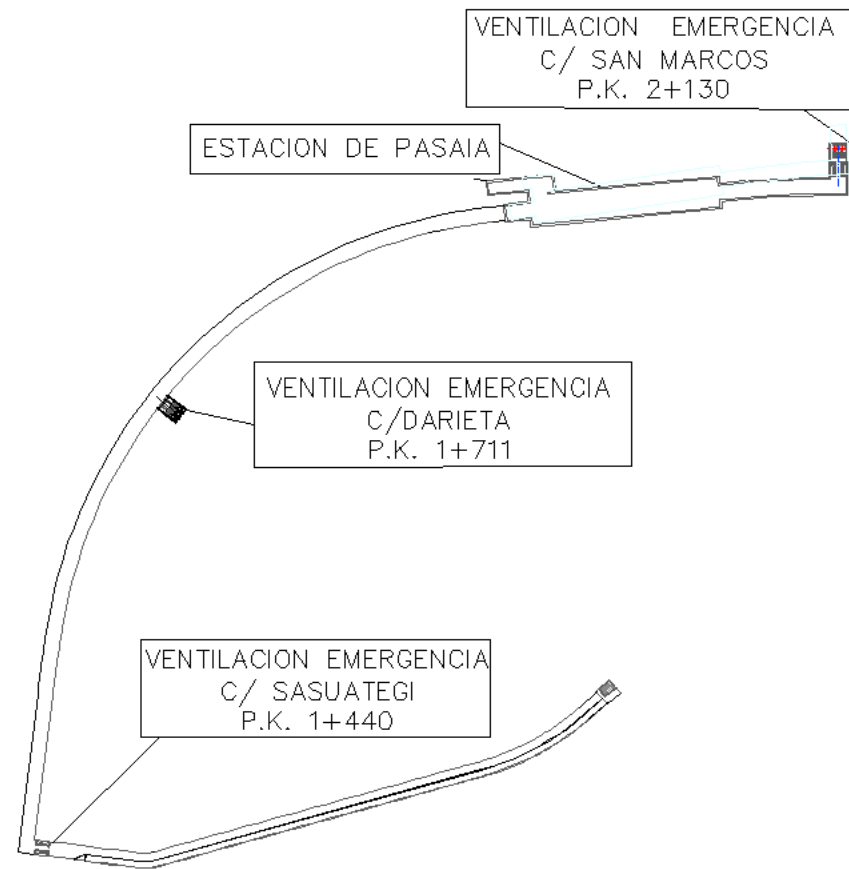 VENTILACION EMERGENCIA
C/ SAN MARCOS
P.K. 2+130
ESTACION DE PASAIA
VENTILACION EMERGENCIA
C/DARIETA
P.K. 1+711
VENTILACION EMERGENCIA
C/ SASUATEGI
P.K. 1+440